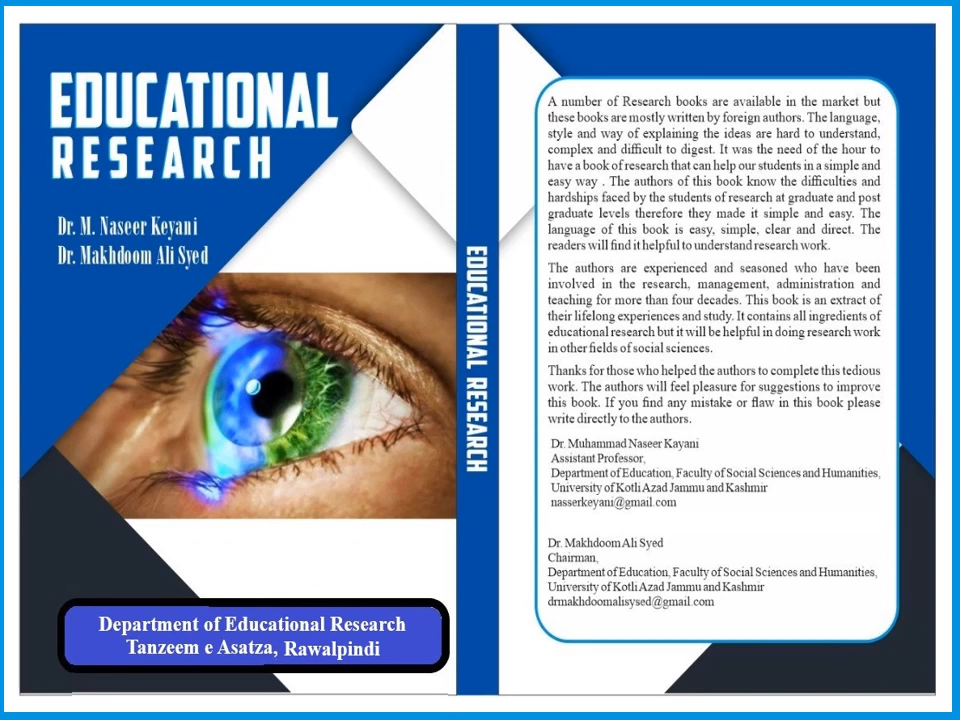 EDUCATIONAL
RESEARCH
Dr. M. Naseer Keyani
Dr. Makhdoom Ali Syed
Department of Educational Research
Tanzeem e Asatza, Rawalpindi
EDUCATIONAL RESEARCH
A number of Research books are available in the market but
these books are mostly written by foreign authors. The language,
style and way of explaining the ideas are hard to understand,
complex and difficult to digest. It was the need of the hour to
have a book of research that can help our students in a simple and
easy way . The authors of this book know the difficulties and
hardships faced by the students of research at graduate and post
graduate levels therefore they made it simple and easy. The
language of this book is easy, simple, clear and direct. The
readers will find it helpful to understand research work.
The authors are experienced and seasoned who have been
involved in the research, management, administration and
teaching for more than four decades. This book is an extract of
their lifelong experiences and study. It contains all ingredients of
educational research but it will be helpful in doing research work
in other fields of social sciences.
Thanks for those who helped the authors to complete this tedious
work. The authors will feel pleasure for suggestions to improve
this book. If you find any mistake or flaw in this book please
write directly to the authors.
Dr. Muhammad Naseer Kayani
Assistant Professor,
Department of Education, Faculty of Social Sciences and Humanities,
University of Kotli Azad Jammu and Kashmir
nasserkeyani@gmail.com
Dr. Makhdoom Ali Syed
Chairman,
Department of Education, Faculty of Social Sciences and Humanities,
University of Kotli Azad Jammu and Kashmir
drmakhdoomalisysed@gmail.com